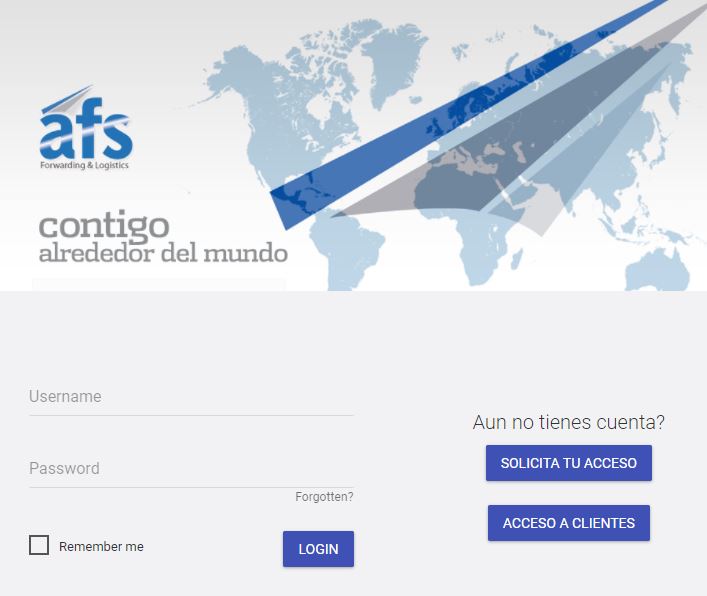 afs
Forwarding & Logistics
contigo
alrededor del mundo
Username
Password
Forgotten?
Remember me
LOGIN
Aun no tienes cuenta?
SOLICITA TU ACCESO
ACCESO A CLIENTES